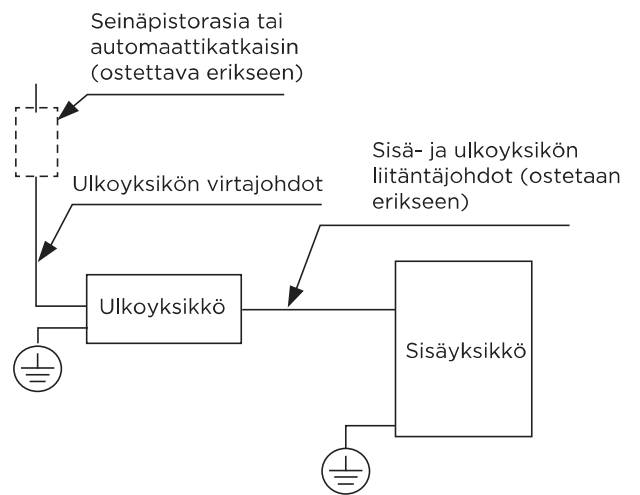 Seinäpistorasia tai
automaattikatkaisin
(ostettava erikseen)
Sisä- ja ulkoyksikön
liitäntäjohdot (ostetaan
erikseen)
Ulkoyksikön virtajohdot
Ulkoyksikkö
Sisäyksikkö